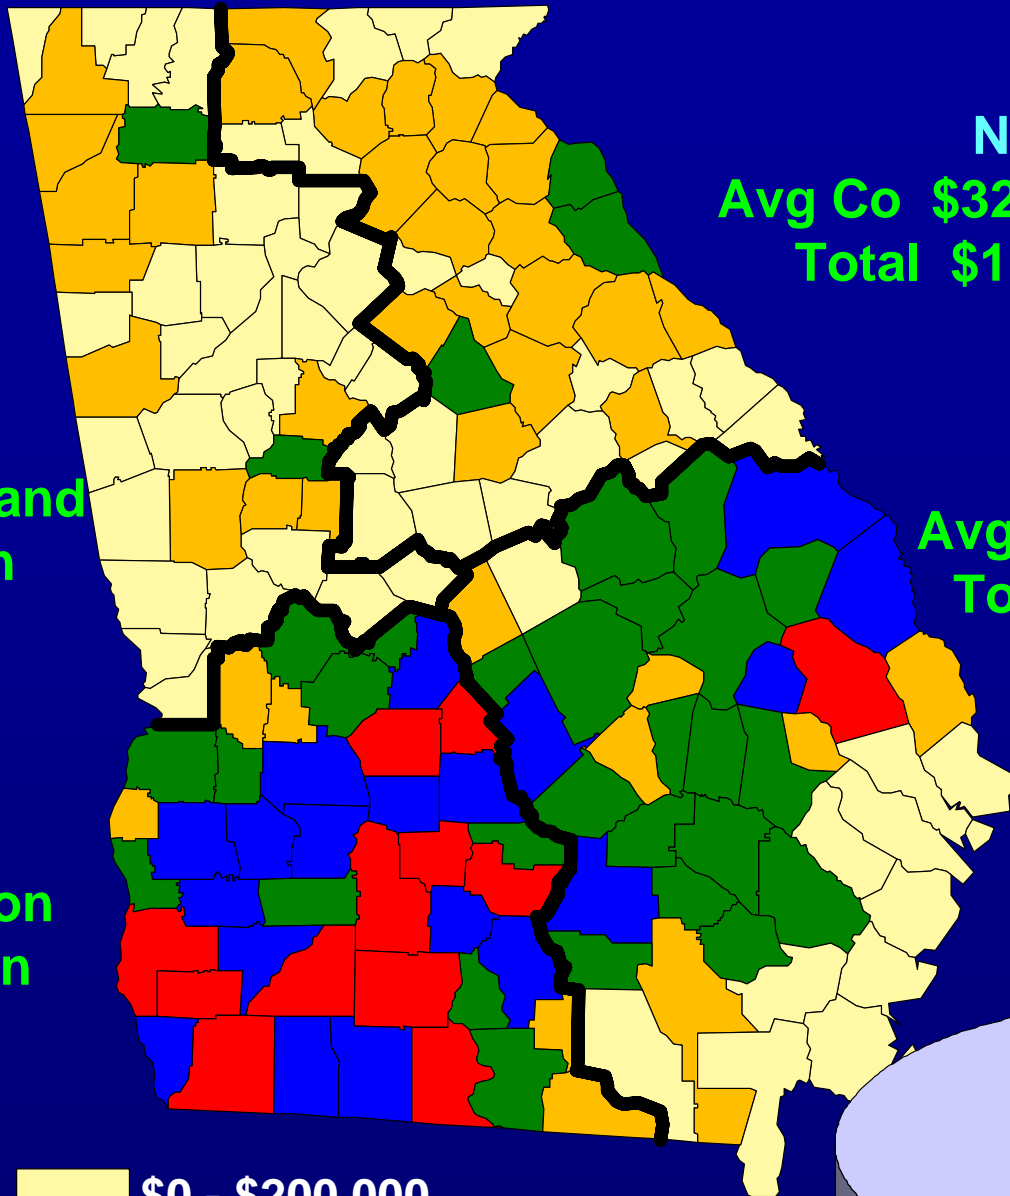 N
Avg Co $32
Total $1
and
n
Avg
To
on
n
$0 - $200,000